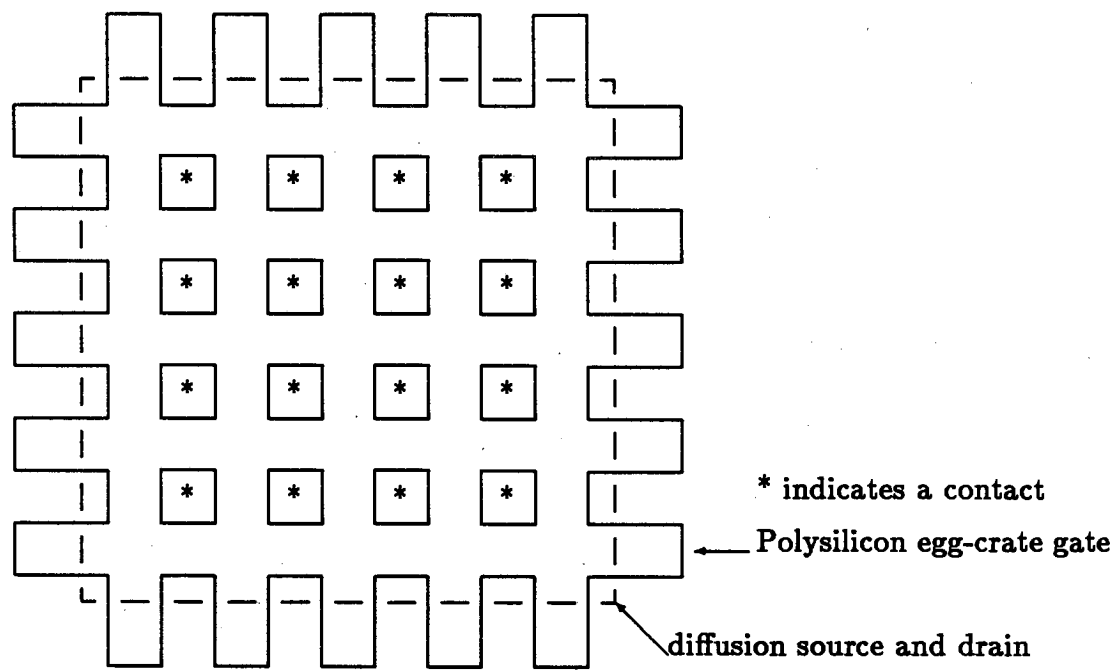 * * * *
* * * *
* * * *
* * * *
* indicates a contact
Polysilicon egg-crate gate
diffusion source and drain